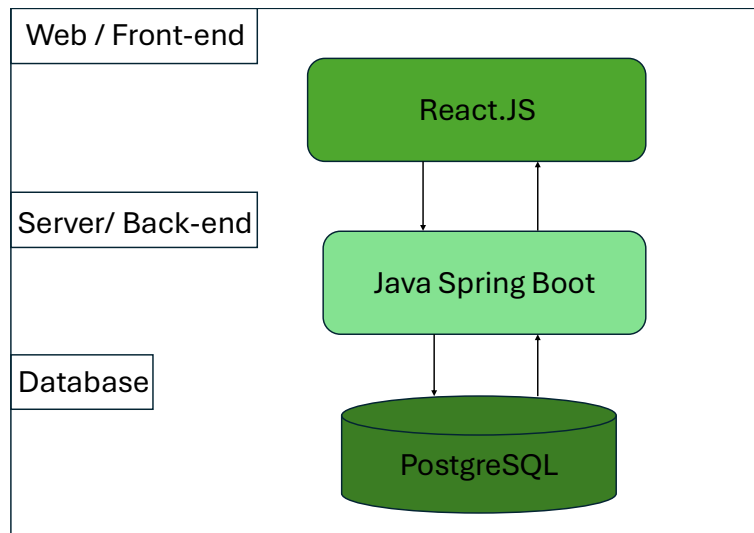 Web / Front-end
React.JS
Server/ Back-end
Java Spring Boot
Database
PostgreSQL